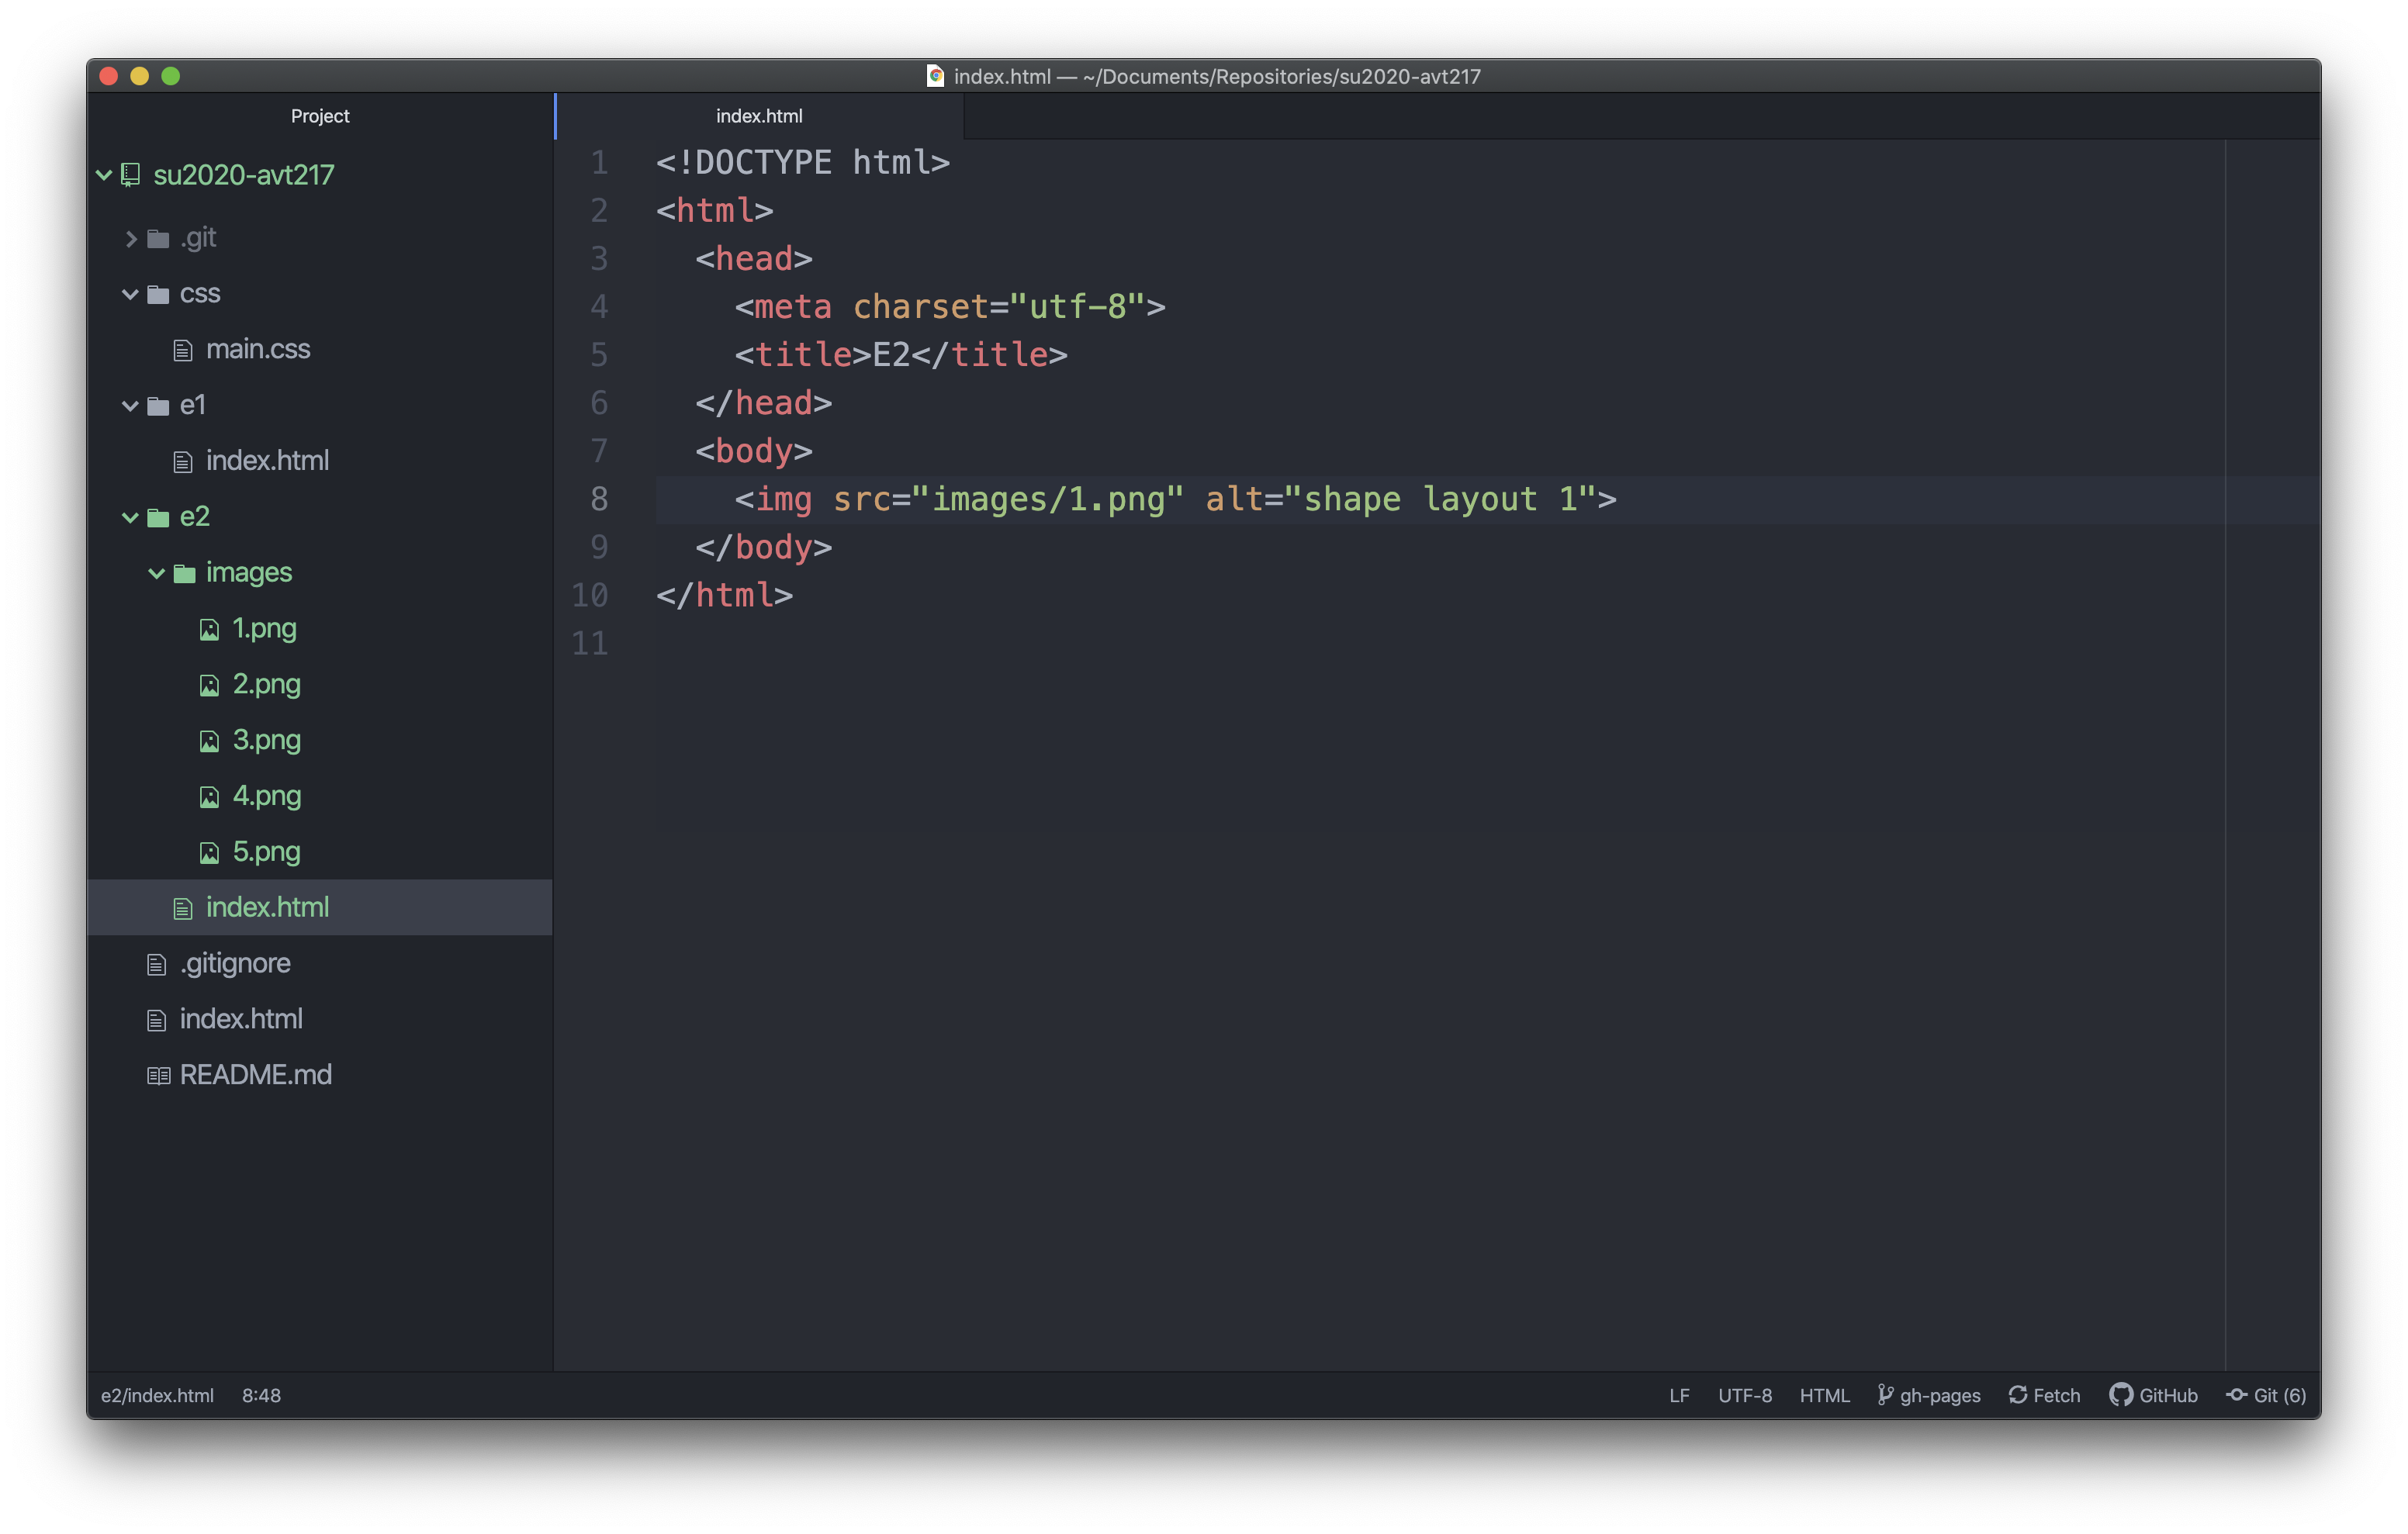 index.html — ~/Documents/Repositories/su2020-avt217
Project
su2020-avt217
.git
css
main.css
e1
index.html
e2
images
1.png
2.png
3.png
4.png
5.png
index.html
.gitignore
index.html
README.md
index.html
1 <!DOCTYPE html>
2 <html>
3   <head>
4     <meta charset="utf-8">
5     <title>E2</title>
6   </head>
7   <body>
8     <img src="images/1.png" alt="shape layout 1">
9   </body>
10 </html>
11
e2/index.html 8:48 LF UTF-8 HTML gh-pages Fetch GitHub Git (6)